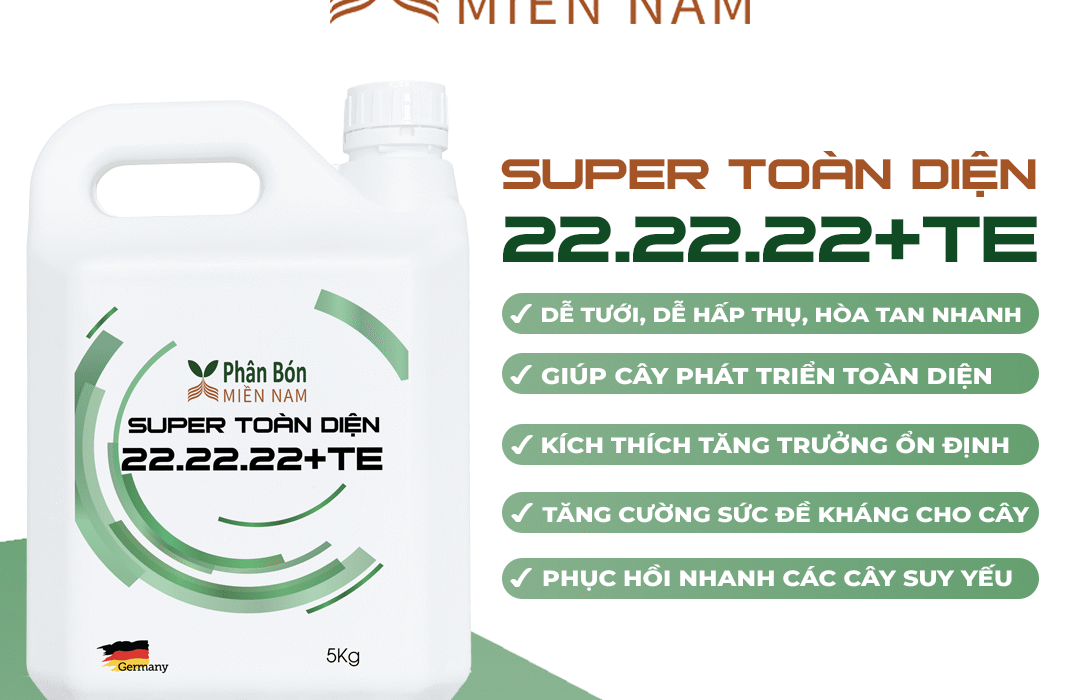 MIỀN NAM
SUPER TOÀN DIỆN
22.22.22+TE
DỄ TƯỚI, DỄ HẤP THỤ, HÒA TAN NHANH
GIÚP CÂY PHÁT TRIỂN TOÀN DIỆN
KÍCH THÍCH TĂNG TRƯỞNG ỔN ĐỊNH
TĂNG CƯỜNG SỨC ĐỀ KHÁNG CHO CÂY
PHỤC HỒI NHANH CÁC CÂY SUY YẾU
Phân Bón
MIỀN NAM
SUPER TOÀN DIỆN
22.22.22+TE
Germany
5Kg